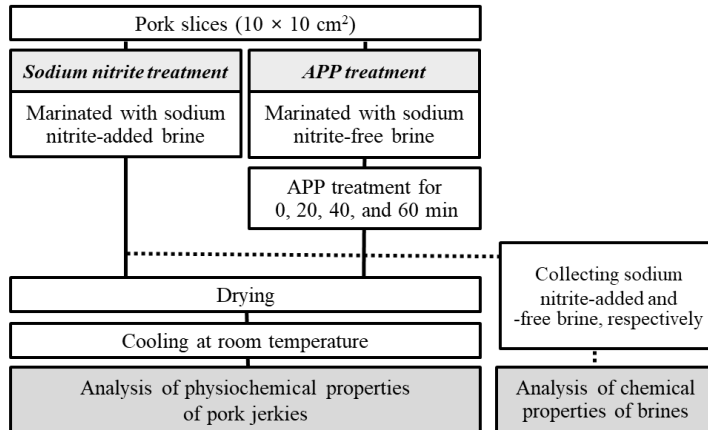 Pork slices (10 × 10 cm²)
Sodium nitrite treatment
Marinated with sodium
nitrite-added brine
APP treatment
Marinated with sodium
nitrite-free brine
APP treatment for
0, 20, 40, and 60 min
Collecting sodium
nitrite-added and
-free brine, respectively
Drying
Cooling at room temperature
Analysis of physiochemical properties
of pork jerkies
Analysis of chemical
properties of brines